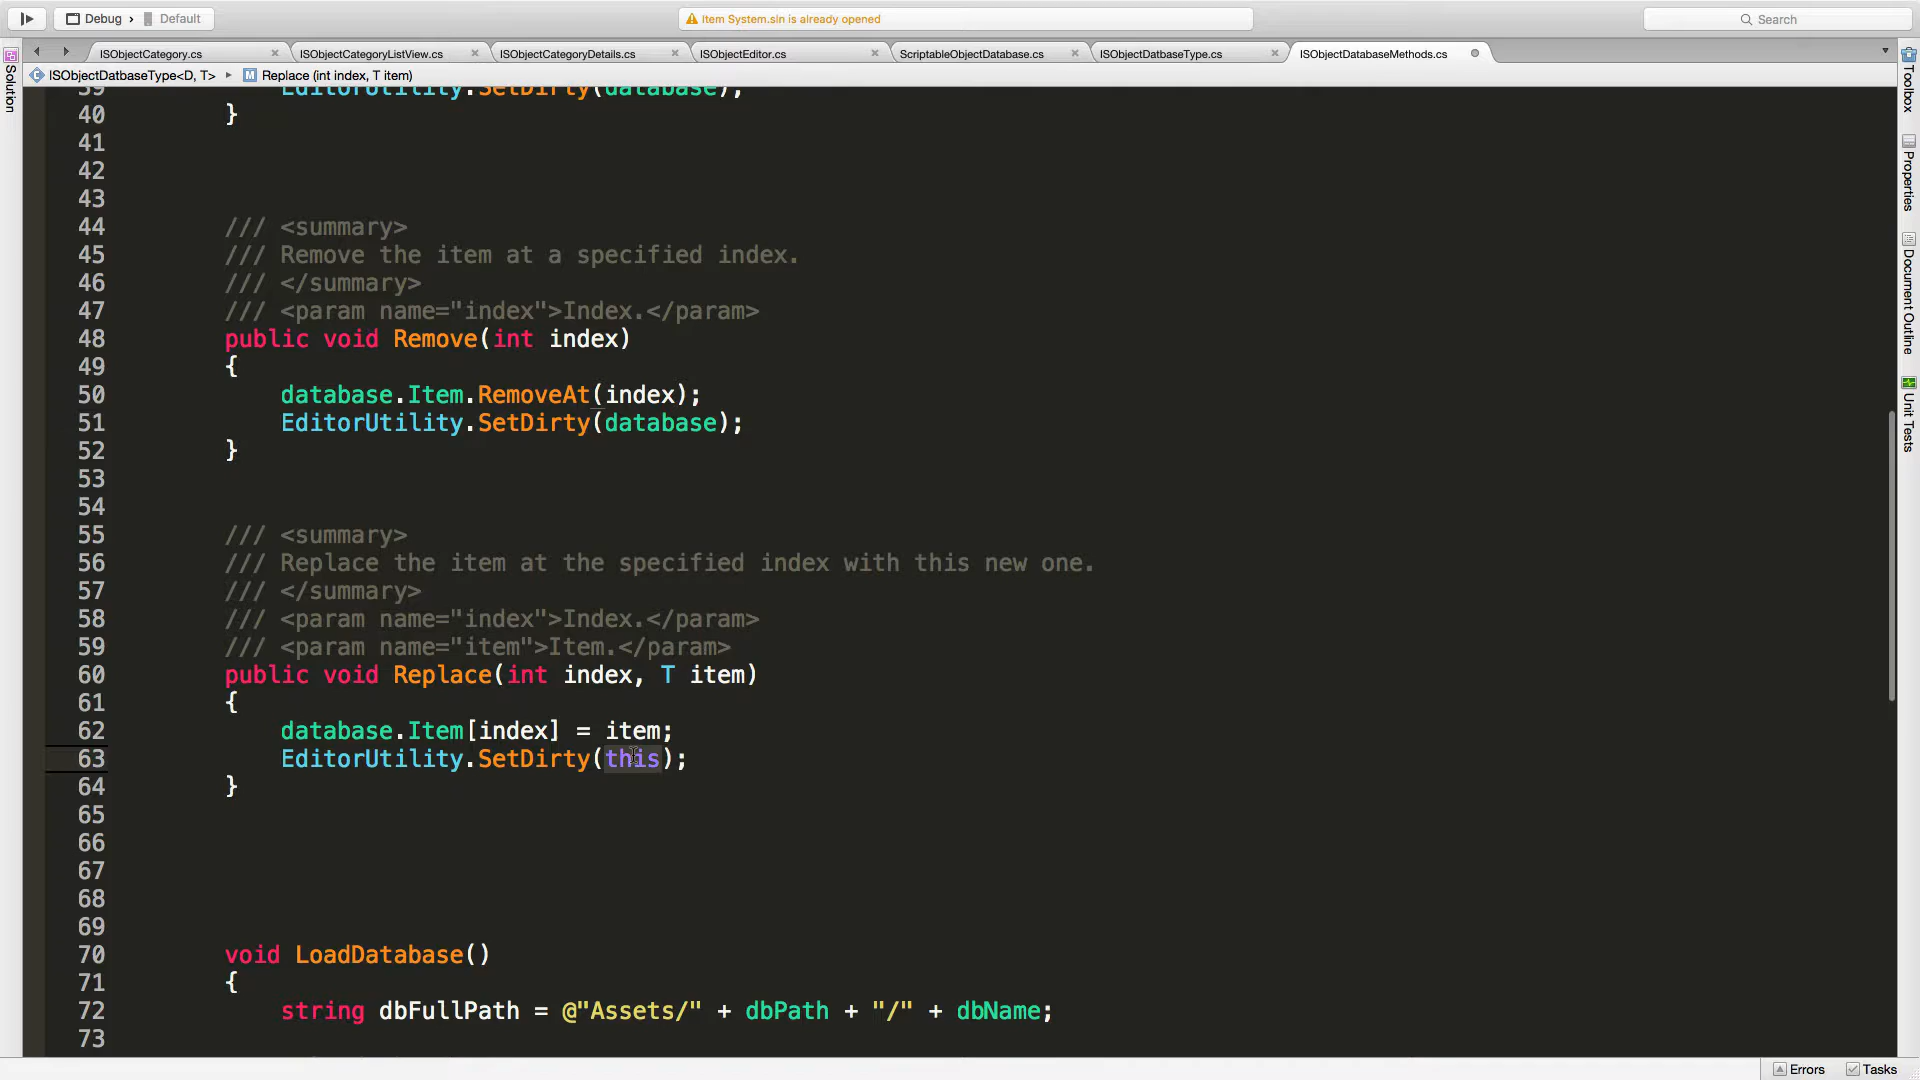 Debug › Default
Item System.sln is already opened
Search
ISObjectCategory.cs
ISObjectCategoryListView.cs
ISObjectCategoryDetails.cs
ISObjectEditor.cs
ScriptableObjectDatabase.cs
ISObjectDatbaseType.cs
ISObjectDatabaseMethods.cs
ISObjectDatbaseType<D, T>
Replace (int index, T item)
Solution
Toolbox
Properties
Document Outline
Unit Tests
39 EditorUtility.SetDirty(database);
40 }
41
42
43
44 /// <summary>
45 /// Remove the item at a specified index.
46 /// </summary>
47 /// <param name="index">Index.</param>
48 public void Remove(int index)
49 {
50 database.Item.RemoveAt(index);
51 EditorUtility.SetDirty(database);
52 }
53
54
55 /// <summary>
56 /// Replace the item at the specified index with this new one.
57 /// </summary>
58 /// <param name="index">Index.</param>
59 /// <param name="item">Item.</param>
60 public void Replace(int index, T item)
61 {
62 database.Item[index] = item;
63 EditorUtility.SetDirty(this);
64 }
65
66
67
68
69
70 void LoadDatabase()
71 {
72 string dbFullPath = @"Assets/" + dbPath + "/" + dbName;
73
Errors
Tasks